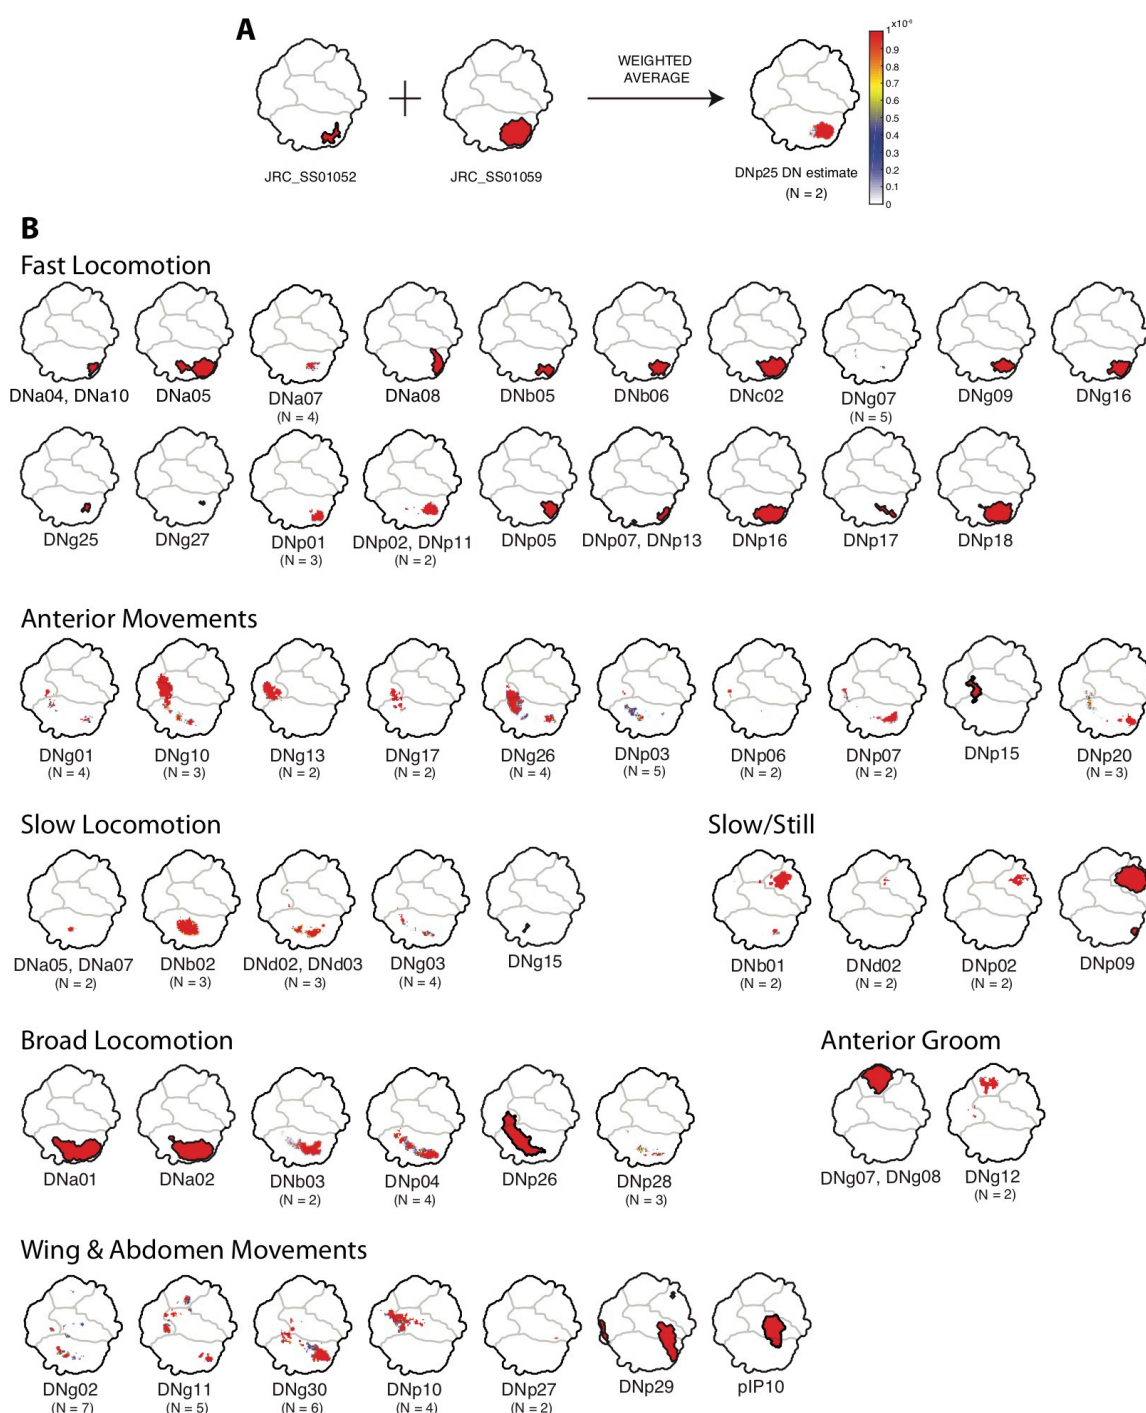 A
WEIGHTED
AVERAGE
JRC_SS01052
JRC_SS01059
DNp25 DN estimate
(N = 2)
x10⁻⁶
1
0.9
0.8
0.7
0.6
0.5
0.4
0.3
0.2
0.1
0
B
Fast Locomotion
DNa04, DNa10 DNa05 DNa07 DNa08 DNb05 DNb06 DNc02 DNg07 DNg09 DNg16
(N = 4) (N = 5)
DNg25 DNg27 DNp01 DNp02, DNp11 DNp05 DNp07, DNp13 DNp16 DNp17 DNp18
(N = 3) (N = 2)
Anterior Movements
DNg01 DNg10 DNg13 DNg17 DNg26 DNp03 DNp06 DNp07 DNp15 DNp20
(N = 4) (N = 3) (N = 2) (N = 2) (N = 4) (N = 5) (N = 2) (N = 2) (N = 3)
Slow Locomotion
DNa05, DNa07 DNb02 DNd02, DNd03 DNg03 DNg15
(N = 2) (N = 3) (N = 3) (N = 4)
Slow/Still
DNb01 DNd02 DNp02 DNp09
(N = 2) (N = 2) (N = 2)
Broad Locomotion
DNa01 DNa02 DNb03 DNp04 DNp26 DNp28
(N = 2) (N = 4) (N = 3)
Anterior Groom
DNg07, DNg08 DNg12
(N = 2)
Wing & Abdomen Movements
DNg02 DNg11 DNg30 DNp10 DNp27 DNp29 pIP10
(N = 7) (N = 5) (N = 6) (N = 4) (N = 2)